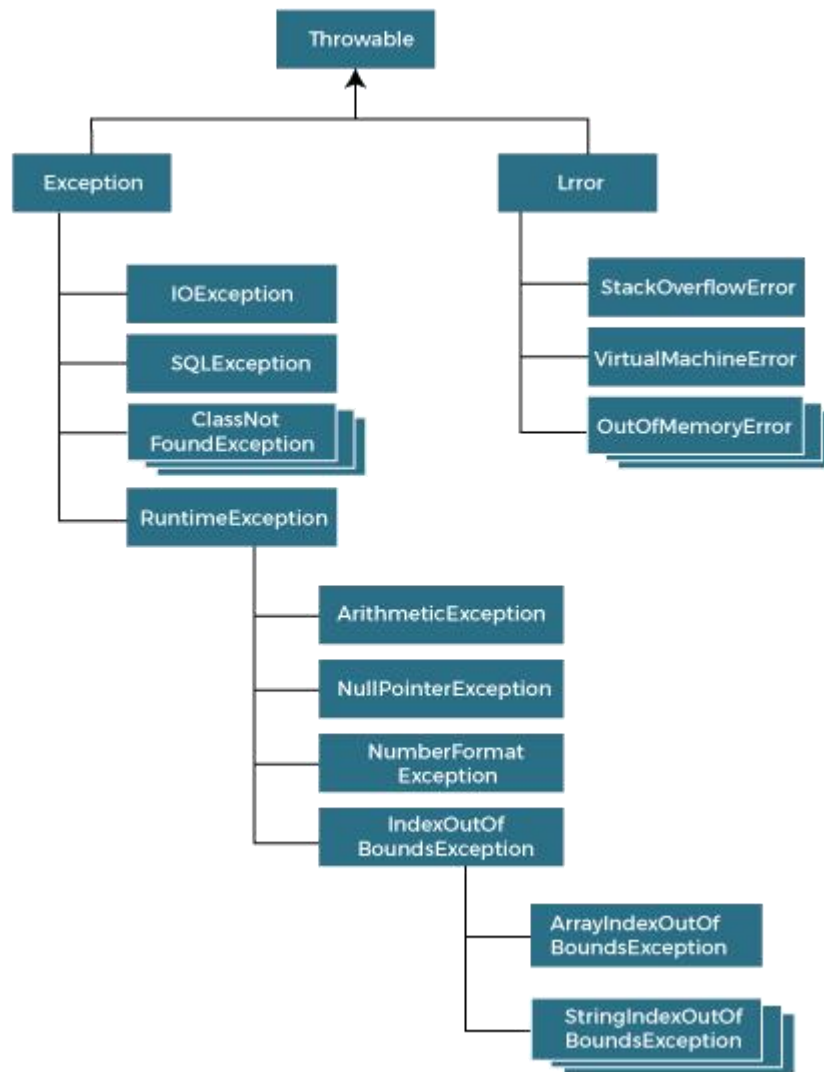 Throwable
Exception
Lrror
IOException
StackOverflowError
SQLException
VirtualMachineError
ClassNot
FoundException
OutOfMemoryError
RuntimeException
ArithmeticException
NullPointerException
NumberFormat
Exception
IndexOutOf
BoundsException
ArrayIndexOutOf
BoundsException
StringIndexOutOf
BoundsException